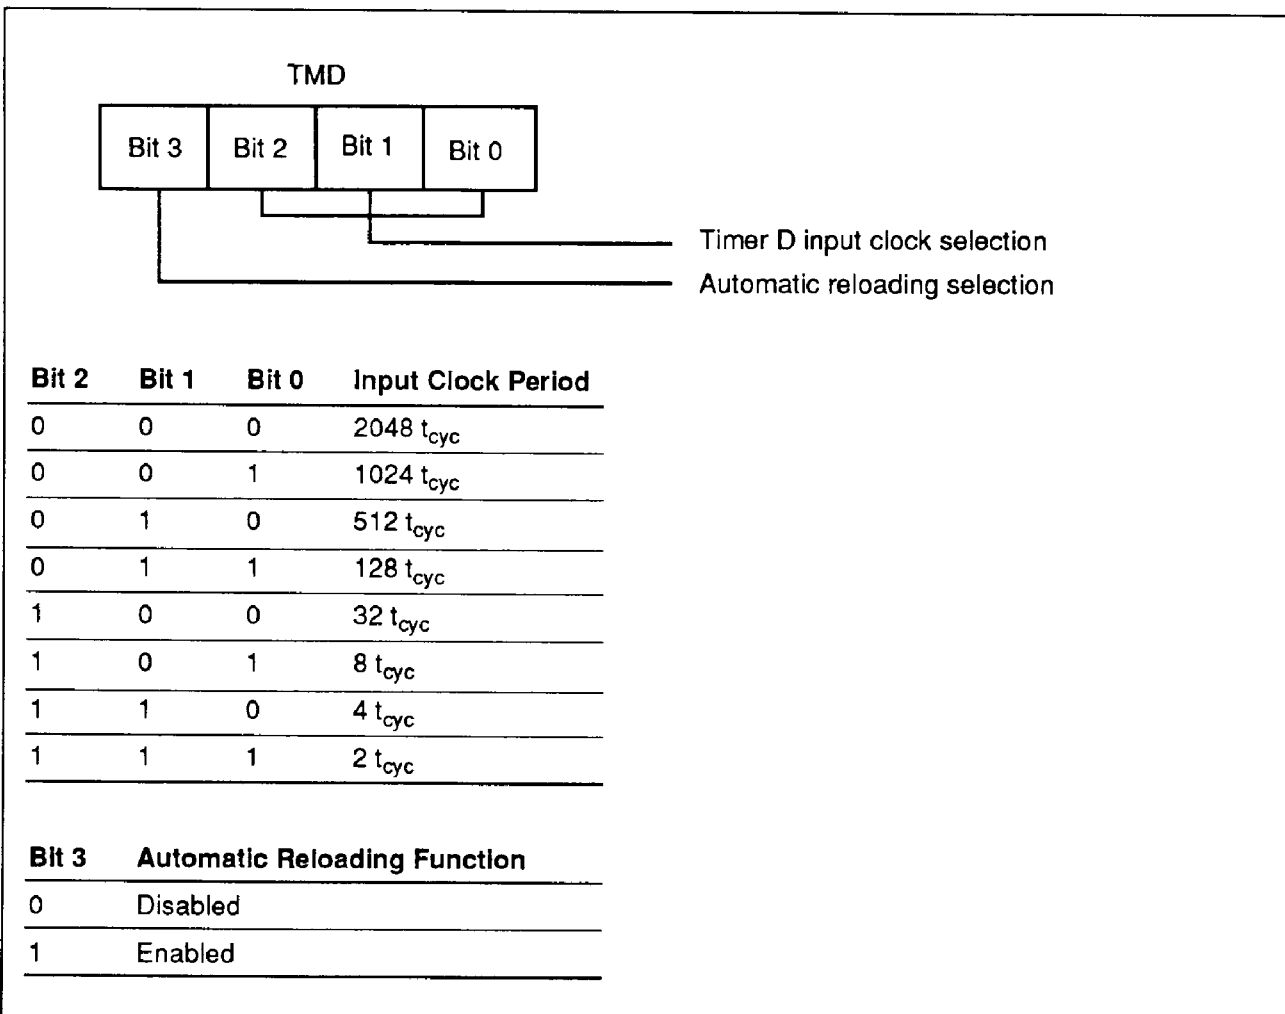 TMD
Bit 3 Bit 2 Bit 1 Bit 0
Timer D input clock selection
Automatic reloading selection
Bit 2 Bit 1 Bit 0 Input Clock Period
0 0 0 2048 tcyc
0 0 1 1024 tcyc
0 1 0 512 tcyc
0 1 1 128 tcyc
1 0 0 32 tcyc
1 0 1 8 tcyc
1 1 0 4 tcyc
1 1 1 2 tcyc
Bit 3 Automatic Reloading Function
0 Disabled
1 Enabled